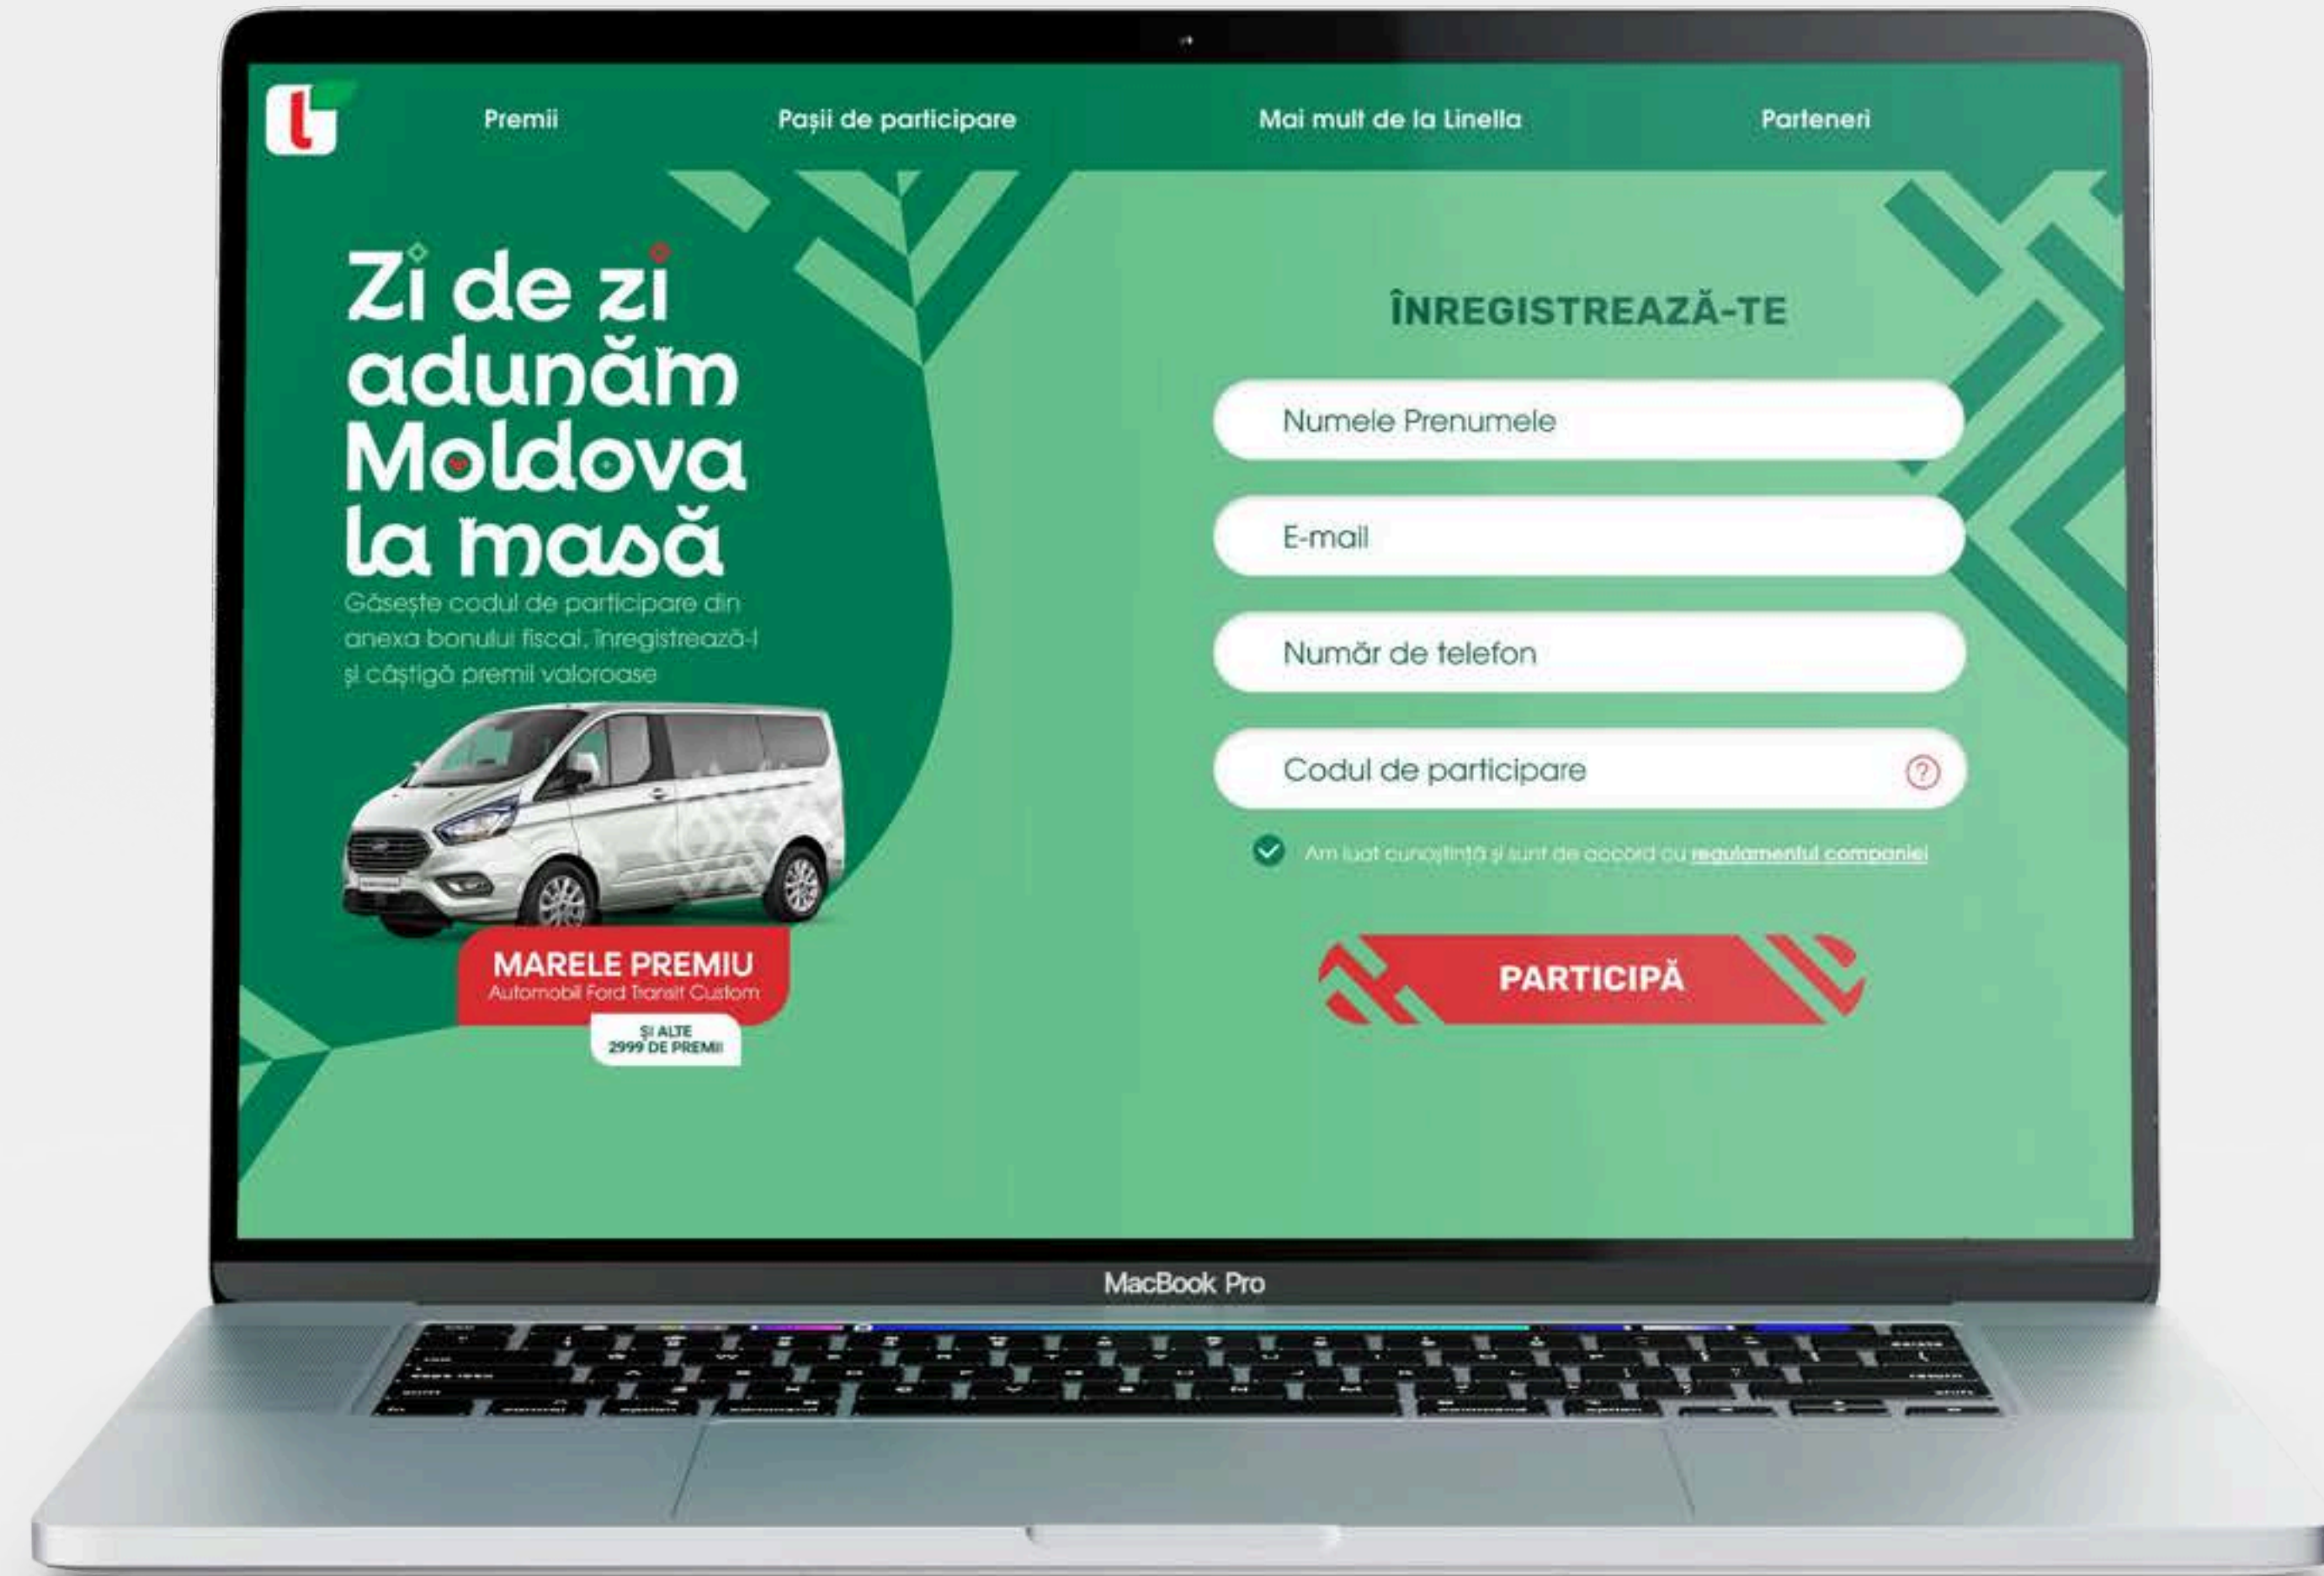 Premii
Pașii de participare
Mai mult de la Linella
Parteneri
Zi de zi
adunăm
Moldova
la masă
Găsește codul de participare din
anexa bonului fiscal, înregistrează-l
și câștigă premii valoroase
MARELE PREMIU
Automobil Ford Transit Custom
ȘI ALTE
2999 DE PREMII
ÎNREGISTREAZĂ-TE
Numele Prenumele
E-mail
Număr de telefon
Codul de participare
?
Am luat cunoștință și sunt de accord cu regulamentul companiei
PARTICIPĂ
MacBook Pro